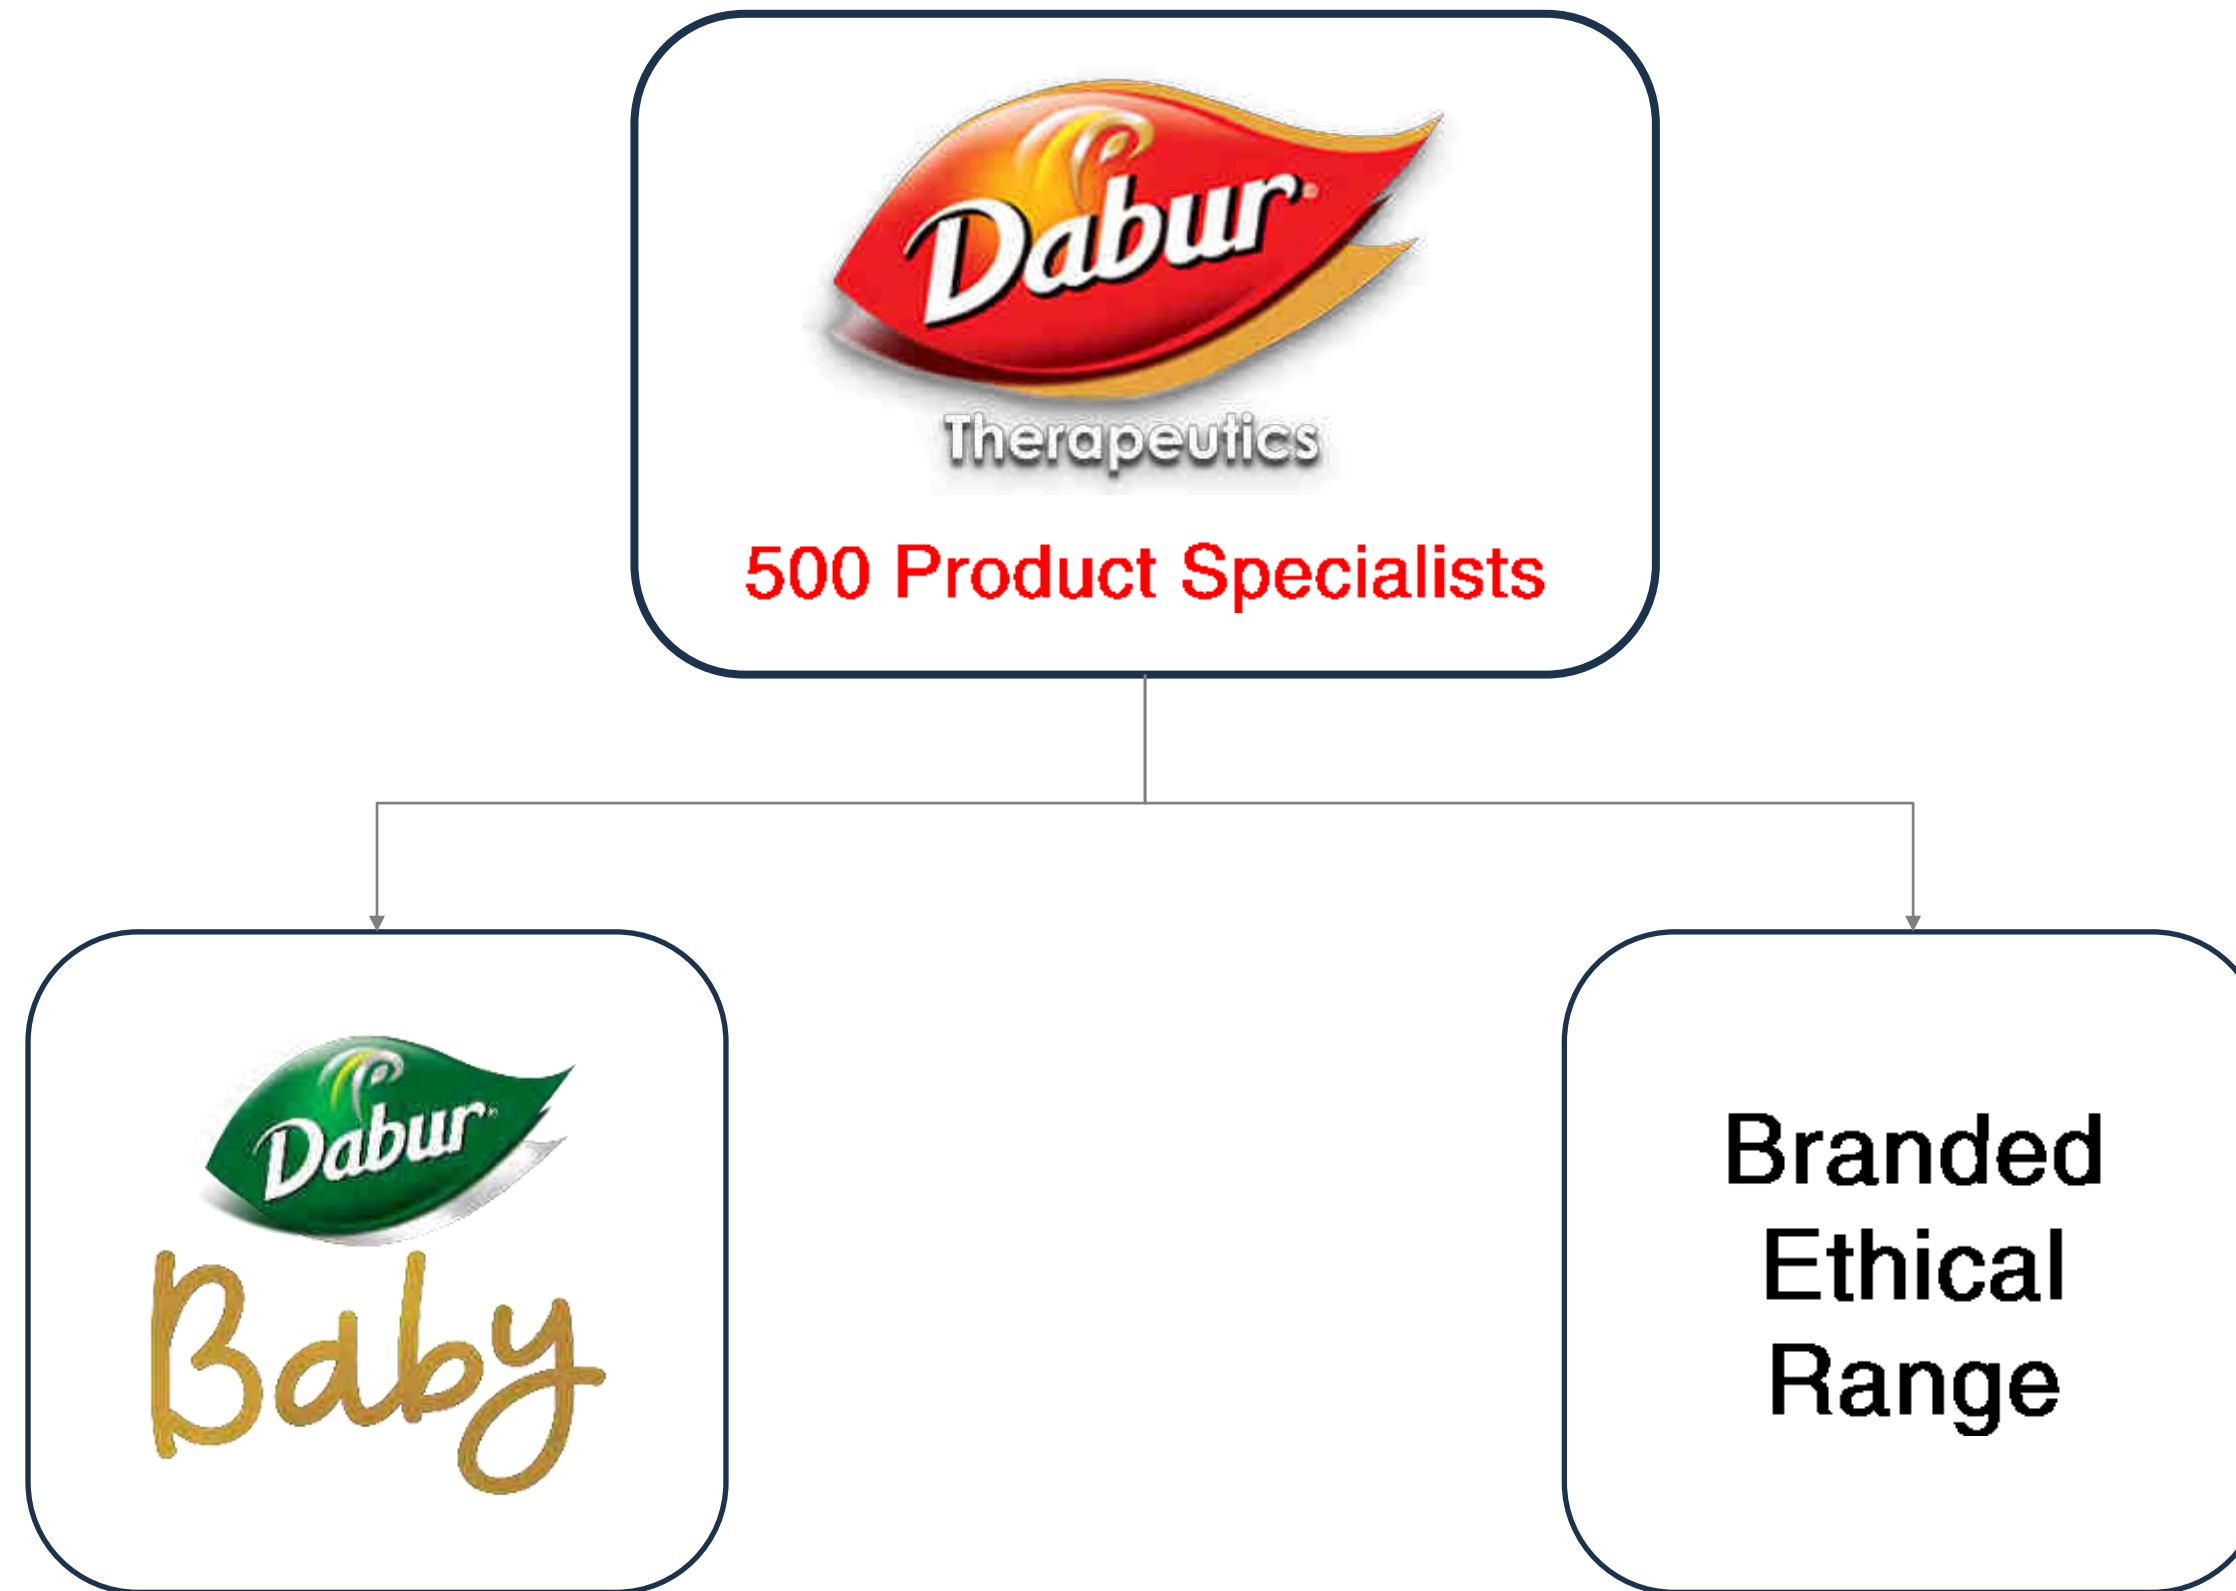 Dabur
Therapeutics
500 Product Specialists
Dabur
Baby
Branded
Ethical
Range